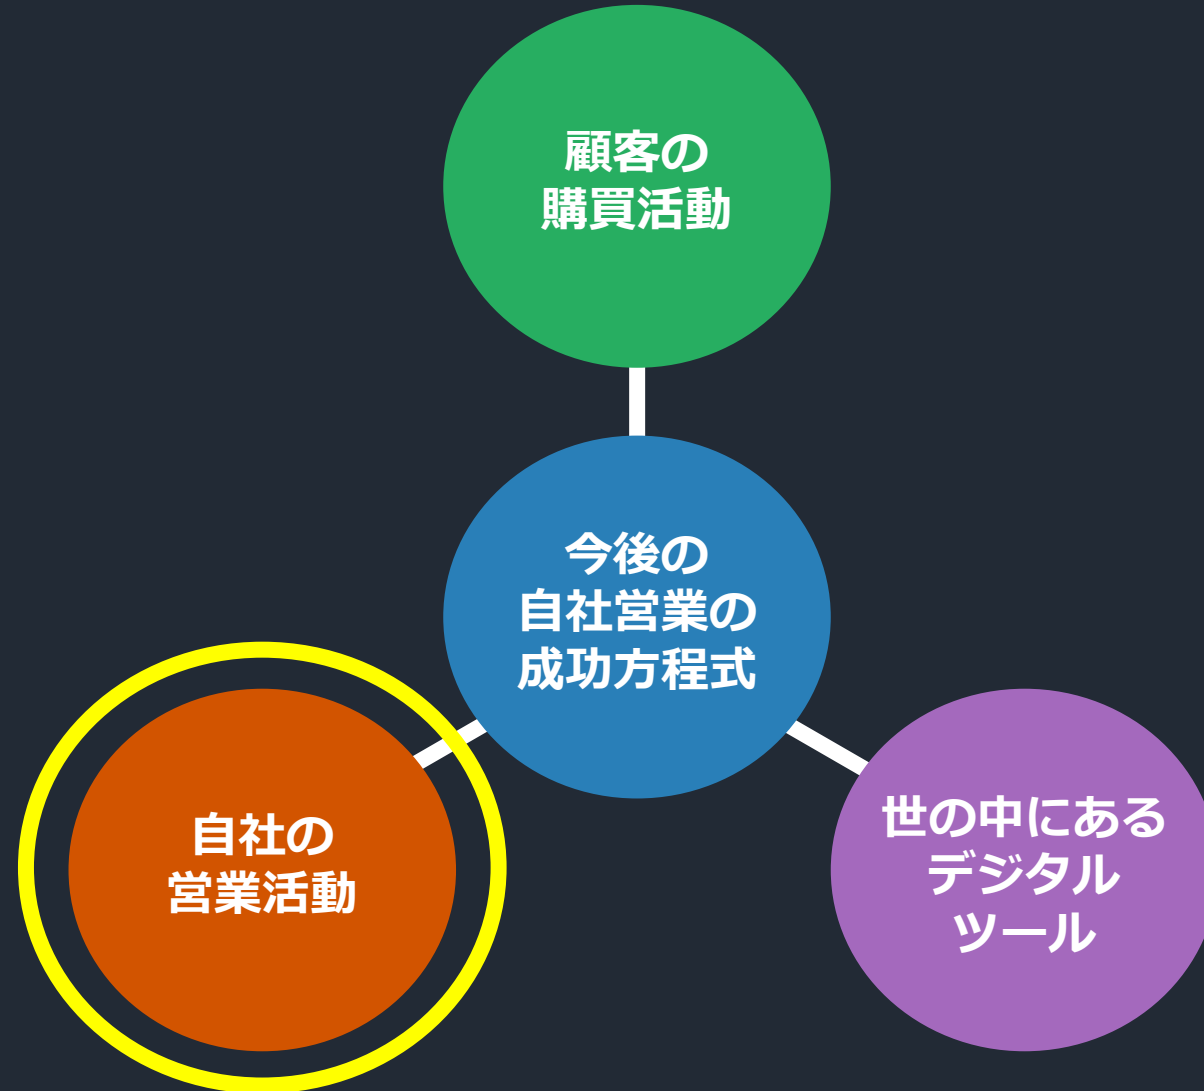 顧客の
購買活動
今後の
自社営業の
成功方程式
自社の
営業活動
世の中にある
デジタル
ツール